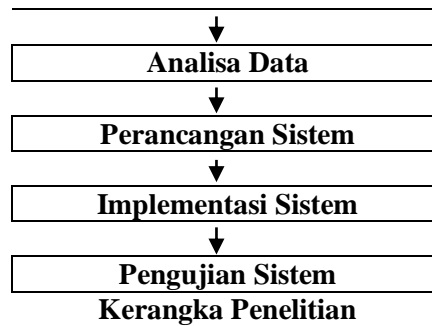 Analisa Data
Perancangan Sistem
Implementasi Sistem
Pengujian Sistem
Kerangka Penelitian